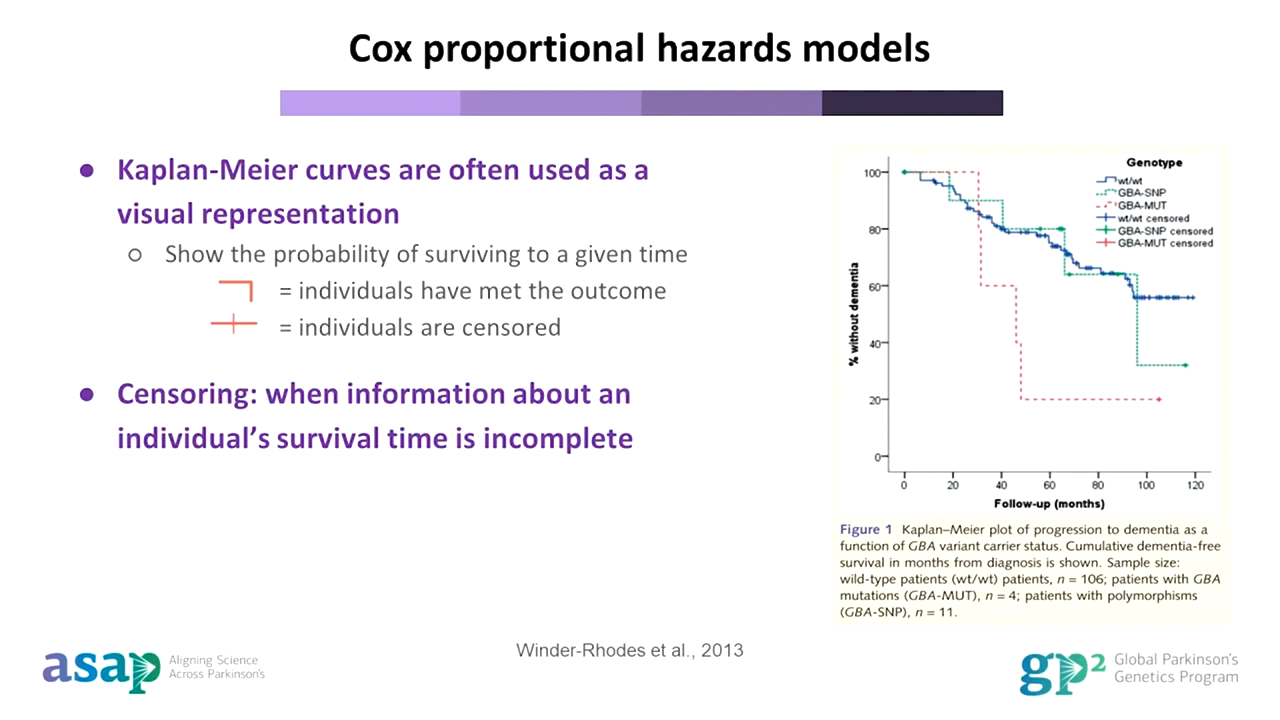 Cox proportional hazards models
● Kaplan-Meier curves are often used as a
visual representation
○ Show the probability of surviving to a given time
= individuals have met the outcome
= individuals are censored
● Censoring: when information about an
individual’s survival time is incomplete
Genotype
wt/wt
GBA-SNP
GBA-MUT
wt/wt censored
GBA-SNP censored
GBA-MUT censored
% without dementia
100
80
60
40
20
0
0 20 40 60 80 100 120
Follow-up (months)
Figure 1 Kaplan–Meier plot of progression to dementia as a
function of GBA variant carrier status. Cumulative dementia-free
survival in months from diagnosis is shown. Sample size:
wild-type patients (wt/wt) patients, n = 106; patients with GBA
mutations (GBA-MUT), n = 4; patients with polymorphisms
(GBA-SNP), n = 11.
Winder-Rhodes et al., 2013
asap
Aligning Science
Across Parkinson's
gp2
Global Parkinson's
Genetics Program